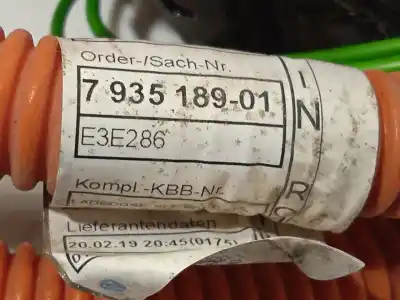 Order-/Sach-Nr.
7 935 189-01
E3E286
Kompl.-KBB-Nr.
Lieferantendaten
20.02.19 20:45(0175)
I
N
R